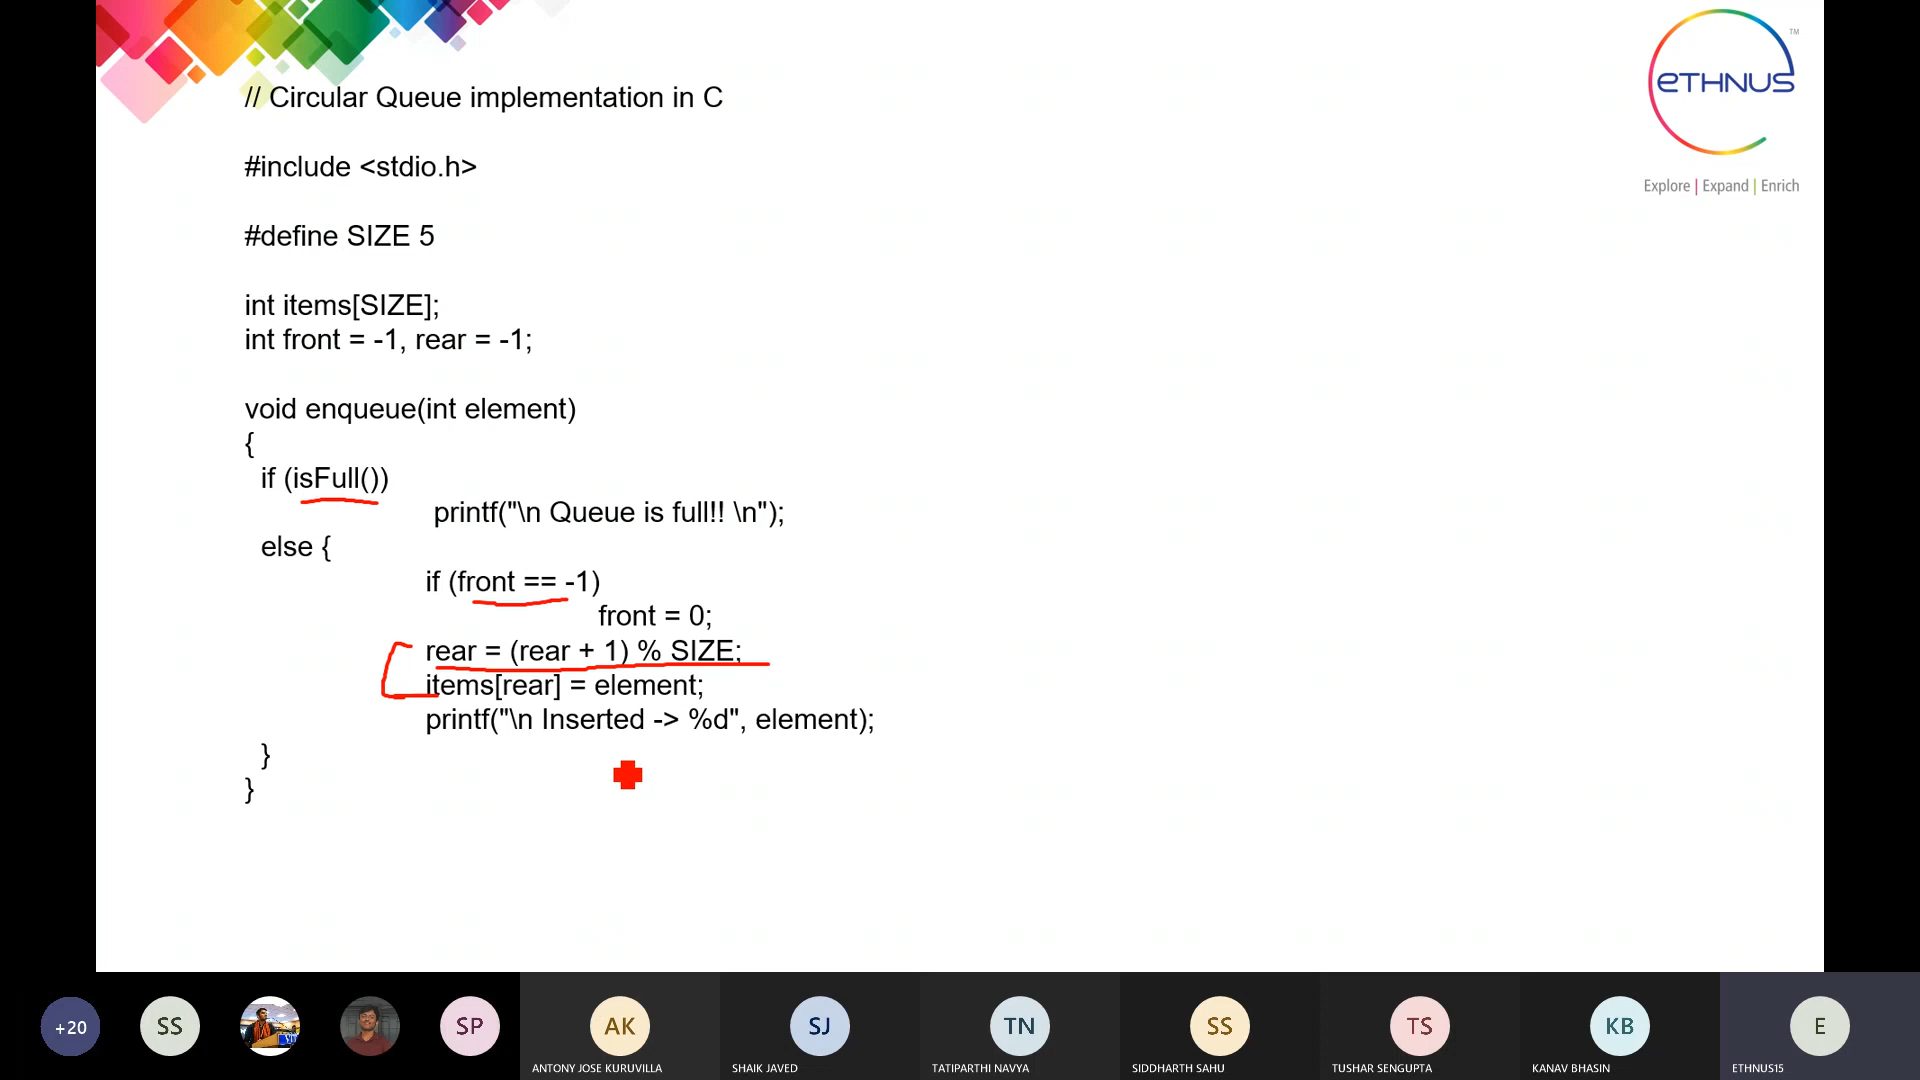 // Circular Queue implementation in C
#include <stdio.h>
#define SIZE 5
int items[SIZE];
int front = -1, rear = -1;
void enqueue(int element)
{
if (isFull())
printf("\n Queue is full!! \n");
else {
if (front == -1)
front = 0;
rear = (rear + 1) % SIZE;
items[rear] = element;
printf("\n Inserted -> %d", element);
}
}
eTHNUS
TM
Explore | Expand | Enrich
+20
SS
SP
AK
SJ
TN
SS
TS
KB
E
ANTONY JOSE KURUVILLA
SHAIK JAVED
TATIPARTHI NAVYA
SIDDHARTH SAHU
TUSHAR SENGUPTA
KANAV BHASIN
ETHNUS15